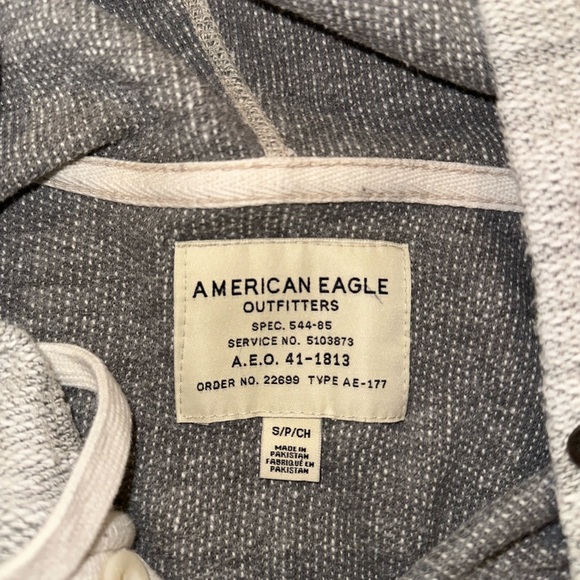 AMERICAN EAGLE
OUTFITTERS
SPEC. 544-85
SERVICE NO. 5103873
A.E.O. 41-1813
ORDER NO. 22699 TYPE AE-177
S/P/CH
MADE IN
PAKISTAN
FABRIQUÉ EN
PAKISTAN